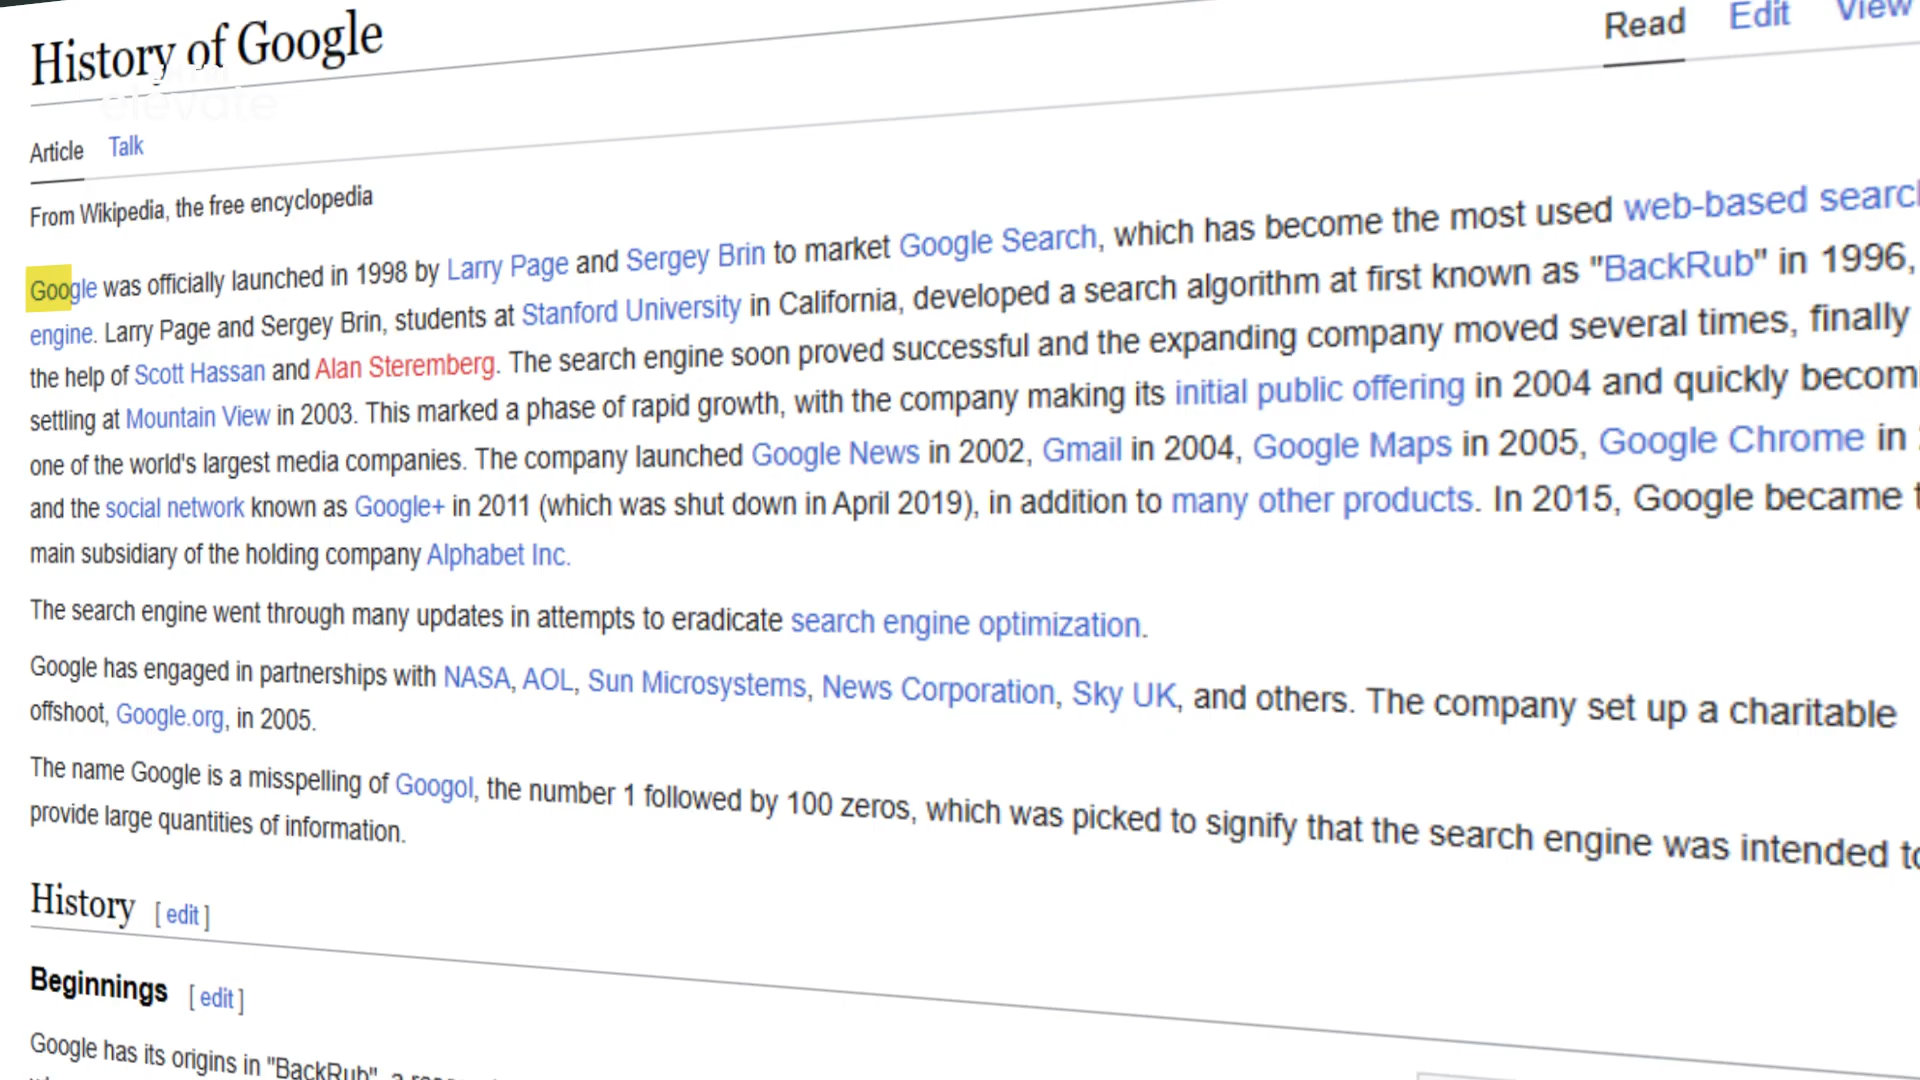 History of Google
Read Edit View
elevate
Article Talk
From Wikipedia, the free encyclopedia
Google was officially launched in 1998 by Larry Page and Sergey Brin to market Google Search, which has become the most used web-based search
engine. Larry Page and Sergey Brin, students at Stanford University in California, developed a search algorithm at first known as "BackRub" in 1996,
the help of Scott Hassan and Alan Steremberg. The search engine soon proved successful and the expanding company moved several times, finally
settling at Mountain View in 2003. This marked a phase of rapid growth, with the company making its initial public offering in 2004 and quickly becom
one of the world's largest media companies. The company launched Google News in 2002, Gmail in 2004, Google Maps in 2005, Google Chrome in
and the social network known as Google+ in 2011 (which was shut down in April 2019), in addition to many other products. In 2015, Google became
main subsidiary of the holding company Alphabet Inc.
The search engine went through many updates in attempts to eradicate search engine optimization.
Google has engaged in partnerships with NASA, AOL, Sun Microsystems, News Corporation, Sky UK, and others. The company set up a charitable
offshoot, Google.org, in 2005.
The name Google is a misspelling of Googol, the number 1 followed by 100 zeros, which was picked to signify that the search engine was intended to
provide large quantities of information.
History [ edit ]
Beginnings [ edit ]
Google has its origins in "BackRub", a